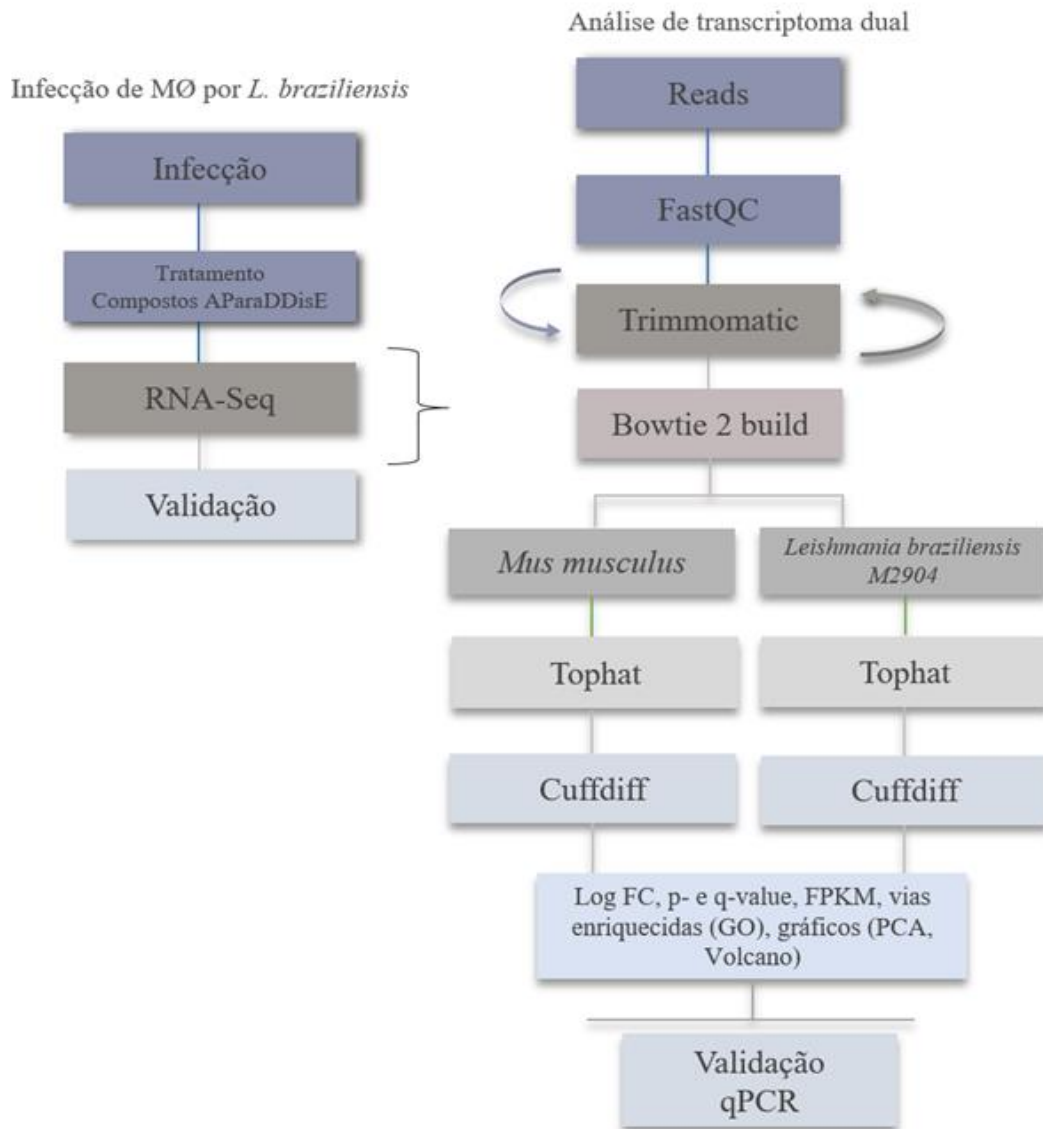 Infecção de MØ por L. braziliensis
Infecção
Tratamento
Compostos AParaDDisE
RNA-Seq
Validação
Análise de transcriptoma dual
Reads
FastQC
Trimmomatic
Bowtie 2 build
Mus musculus
Leishmania braziliensis
M2904
Tophat
Tophat
Cuffdiff
Cuffdiff
Log FC, p- e q-value, FPKM, vias
enriquecidas (GO), gráficos (PCA,
Volcano)
Validação
qPCR